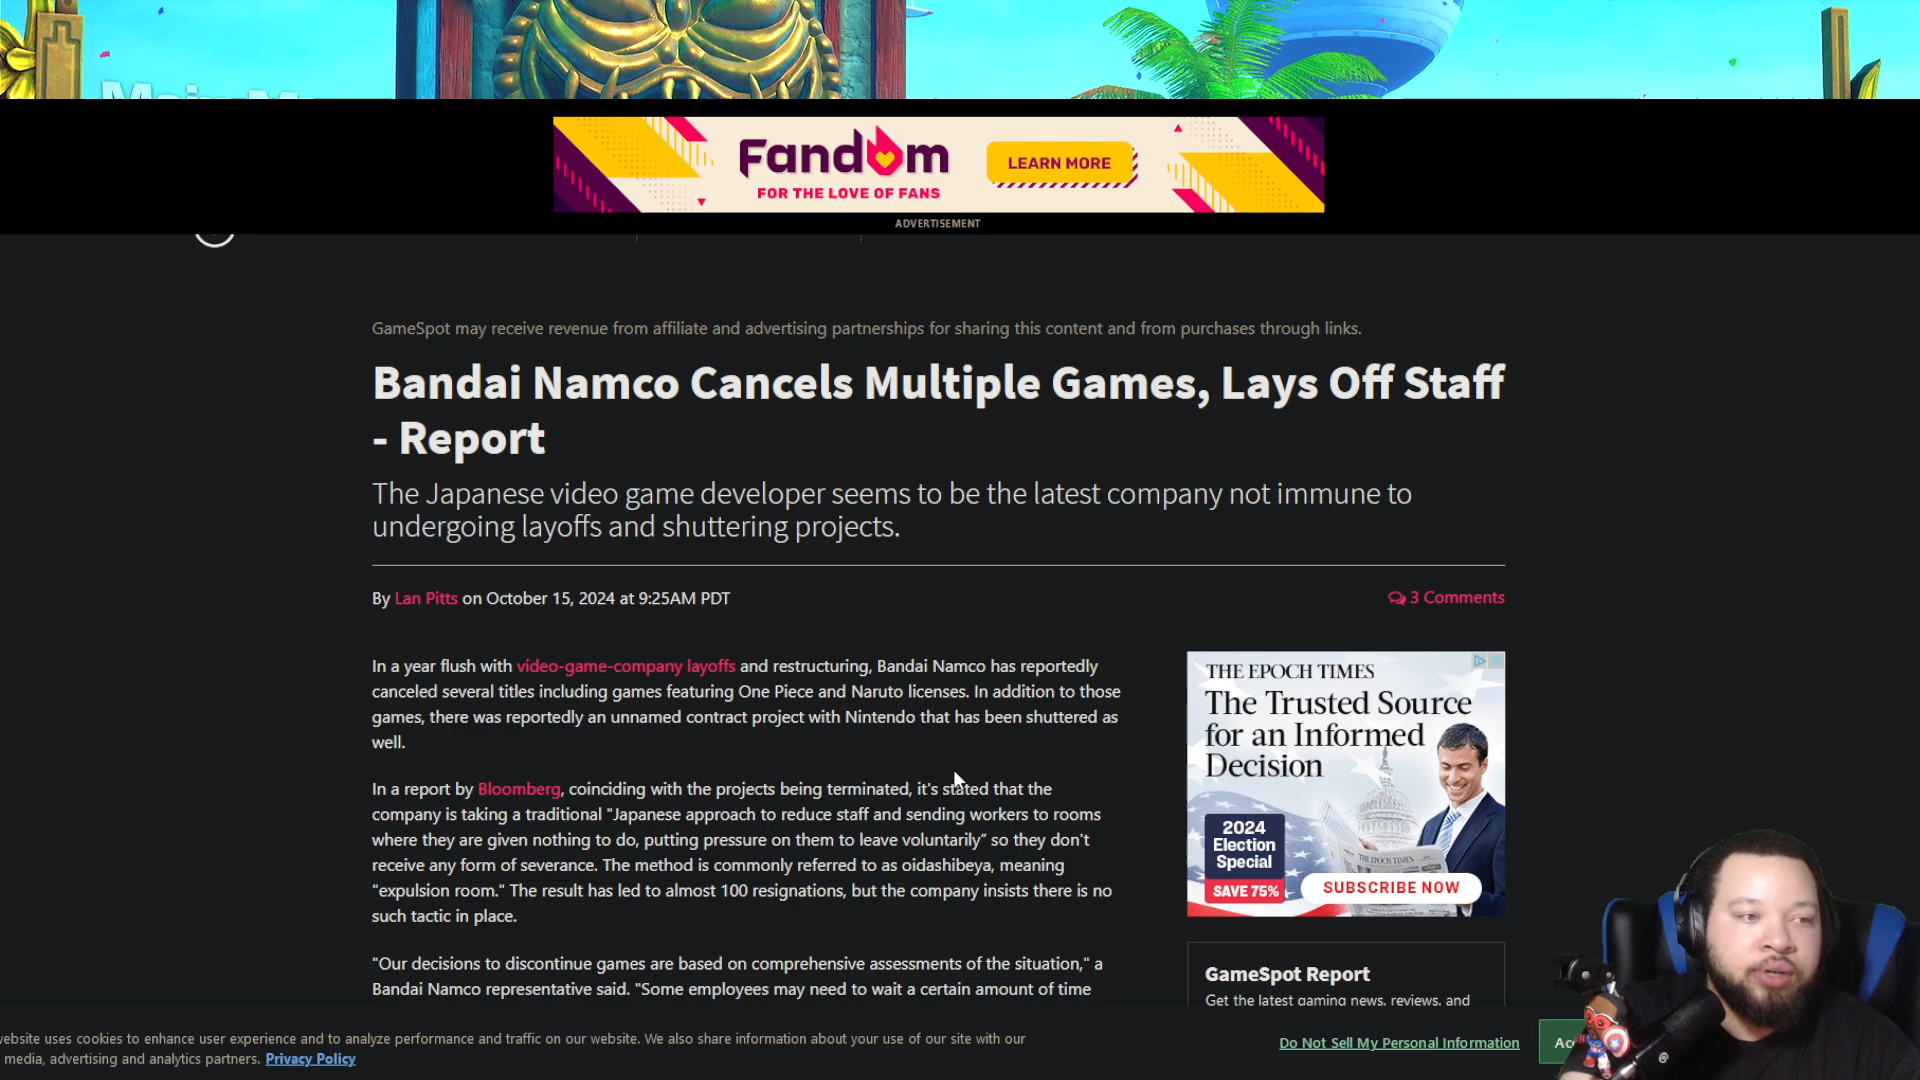 Fandom
FOR THE LOVE OF FANS
LEARN MORE
ADVERTISEMENT
GameSpot may receive revenue from affiliate and advertising partnerships for sharing this content and from purchases through links.
Bandai Namco Cancels Multiple Games, Lays Off Staff
- Report
The Japanese video game developer seems to be the latest company not immune to
undergoing layoffs and shuttering projects.
By Lan Pitts on October 15, 2024 at 9:25AM PDT
3 Comments
In a year flush with video-game-company layoffs and restructuring, Bandai Namco has reportedly
canceled several titles including games featuring One Piece and Naruto licenses. In addition to those
games, there was reportedly an unnamed contract project with Nintendo that has been shuttered as
well.
In a report by Bloomberg, coinciding with the projects being terminated, it's stated that the
company is taking a traditional "Japanese approach to reduce staff and sending workers to rooms
where they are given nothing to do, putting pressure on them to leave voluntarily” so they don't
receive any form of severance. The method is commonly referred to as oidashibeya, meaning
"expulsion room." The result has led to almost 100 resignations, but the company insists there is no
such tactic in place.
"Our decisions to discontinue games are based on comprehensive assessments of the situation," a
Bandai Namco representative said. "Some employees may need to wait a certain amount of time
THE EPOCH TIMES
The Trusted Source
for an Informed
Decision
THE EPOCH TIMES
2024
Election
Special
SAVE 75%
SUBSCRIBE NOW
GameSpot Report
Get the latest gaming news, reviews, and
website uses cookies to enhance user experience and to analyze performance and traffic on our website. We also share information about your use of our site with our
media, advertising and analytics partners. Privacy Policy
Do Not Sell My Personal Information